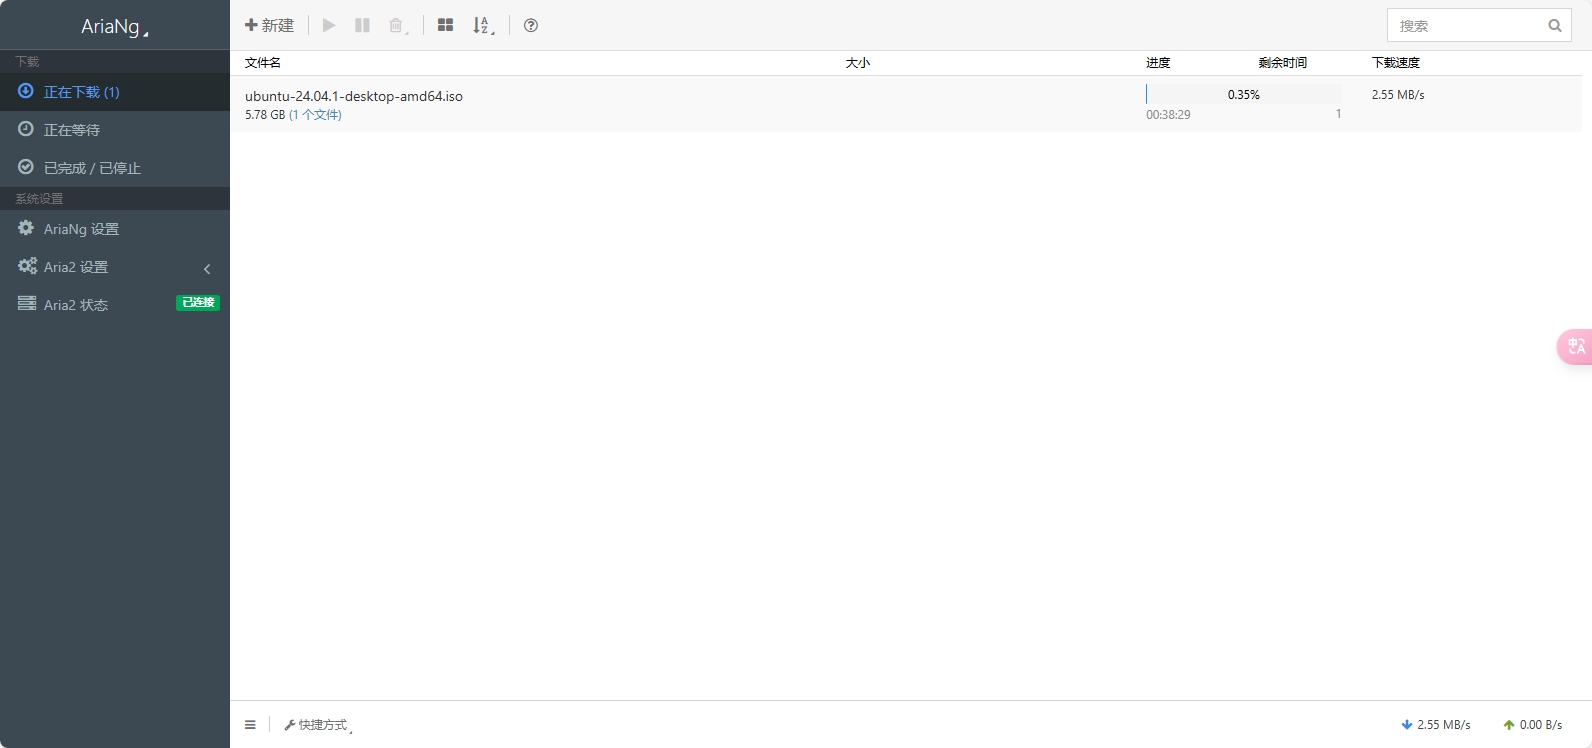 AriaNg
下载
正在下载 (1)
正在等待
已完成 / 已停止
系统设置
AriaNg 设置
Aria2 设置
Aria2 状态 已连接
新建
搜索
文件名 大小 进度 剩余时间 下载速度
ubuntu-24.04.1-desktop-amd64.iso 0.35% 2.55 MB/s
5.78 GB (1 个文件) 00:38:29 1
快捷方式 2.55 MB/s 0.00 B/s